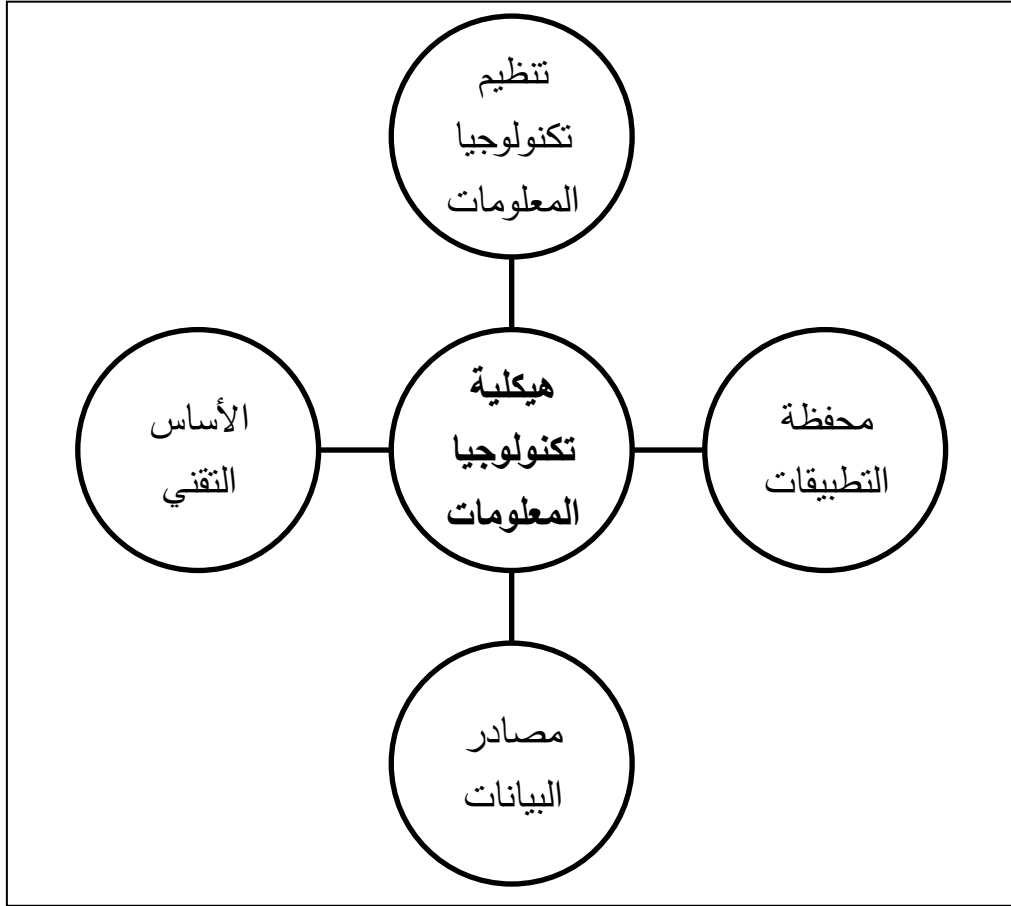 تنظيم
تكنولوجيا
المعلومات
هيكلية
تكنولوجيا
المعلومات
محفظة
التطبيقات
الأساس
التقني
مصادر
البيانات